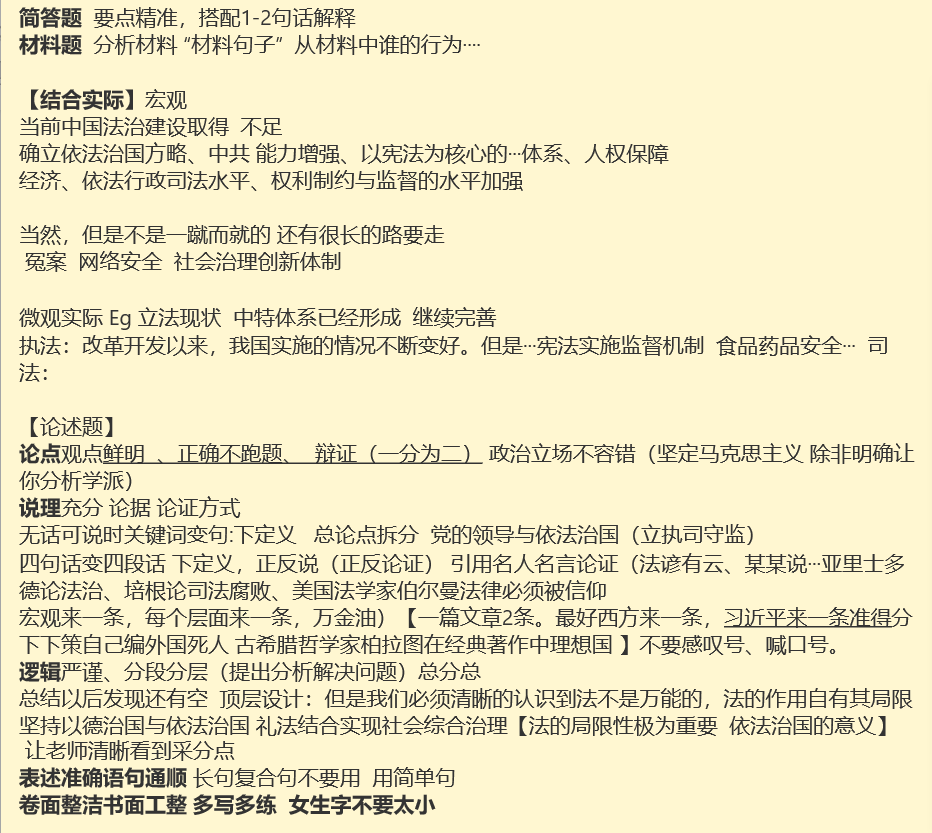 简答题  要点精准，搭配1-2句话解释
材料题  分析材料 “材料句子”  从材料中谁的行为····
【结合实际】宏观
当前中国法治建设取得  不足
确立依法治国方略、中共 能力增强、以宪法为核心的···体系、人权保障
经济、依法行政司法水平、权利制约与监督的水平加强
当然，但是不是一蹴而就的 还有很长的路要走
冤案  网络安全  社会治理创新体制
微观实际 Eg 立法现状  中特体系已经形成  继续完善
执法：改革开发以来，我国实施的情况不断变好。但是···宪法实施监督机制  食品药品安全···  司
法：
【论述题】
论点观点鲜明  、正确不跑题、  辩证（一分为二） 政治立场不容错（坚定马克思主义 除非明确让
你分析学派）
说理充分 论据 论证方式
无话可说时关键词变句:下定义   总论点拆分  党的领导与依法治国（立执司守监）
四句话变四段话 下定义，正反说（正反论证） 引用名人名言论证（法谚有云、某某说···亚里士多
德论法治、培根论司法腐败、美国法学家伯尔曼法律必须被信仰
宏观来一条，每个层面来一条，万金油）【一篇文章2条。最好西方来一条，习近平来一条准得分
下下策自己编外国死人 古希腊哲学家柏拉图在经典著作中理想国 】不要感叹号、喊口号。
逻辑严谨、分段分层（提出分析解决问题）总分总
总结以后发现还有空  顶层设计：但是我们必须清晰的认识到法不是万能的，法的作用自有其局限
坚持以德治国与依法治国 礼法结合实现社会综合治理【法的局限性极为重要  依法治国的意义】
让老师清晰看到采分点
表述准确语句通顺 长句复合句不要用  用简单句
卷面整洁书面工整 多写多练  女生字不要太小